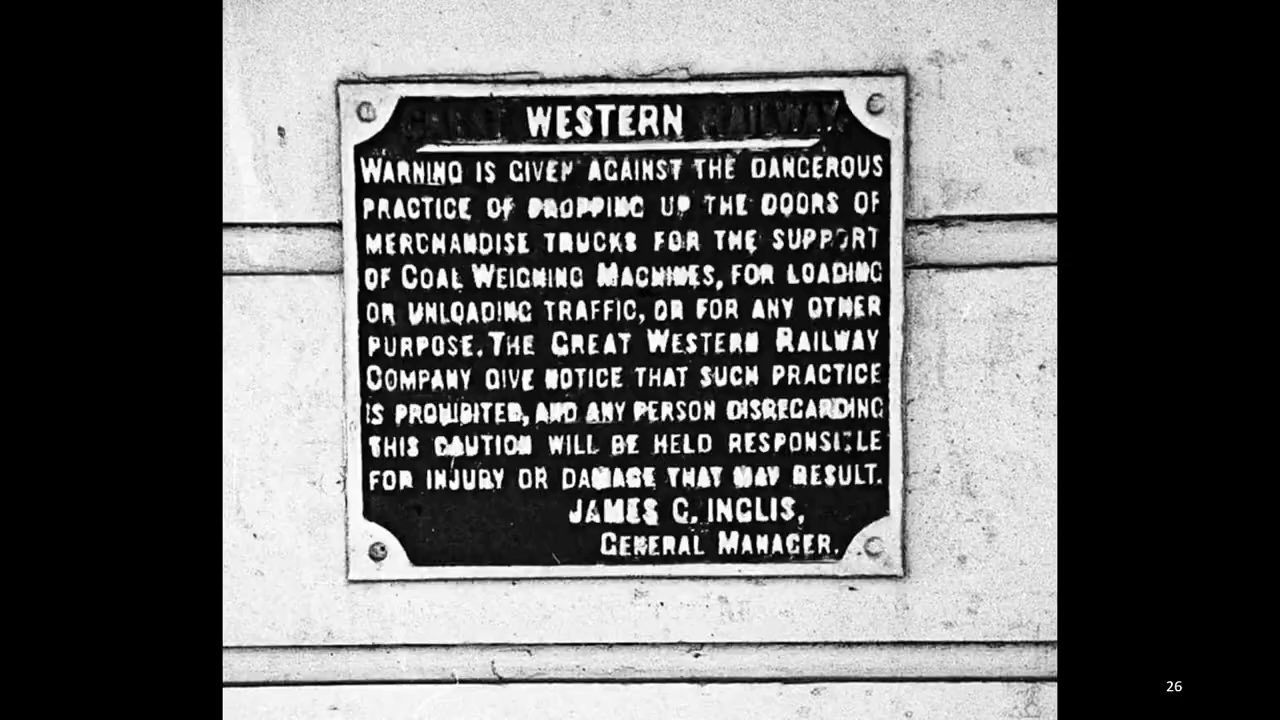 GREAT WESTERN RAILWAY.
WARNING IS GIVEN AGAINST THE DANGEROUS
PRACTICE OF PROPPING UP THE DOORS OF
MERCHANDISE TRUCKS FOR THE SUPPORT
OF COAL WEIGHING MACHINES, FOR LOADING
OR UNLOADING TRAFFIC, OR FOR ANY OTHER
PURPOSE. THE GREAT WESTERN RAILWAY
COMPANY GIVE NOTICE THAT SUCH PRACTICE
IS PROHIBITED, AND ANY PERSON DISREGARDING
THIS CAUTION WILL BE HELD RESPONSIBLE
FOR INJURY OR DAMAGE THAT MAY RESULT.
JAMES C. INGLIS,
GENERAL MANAGER.
26